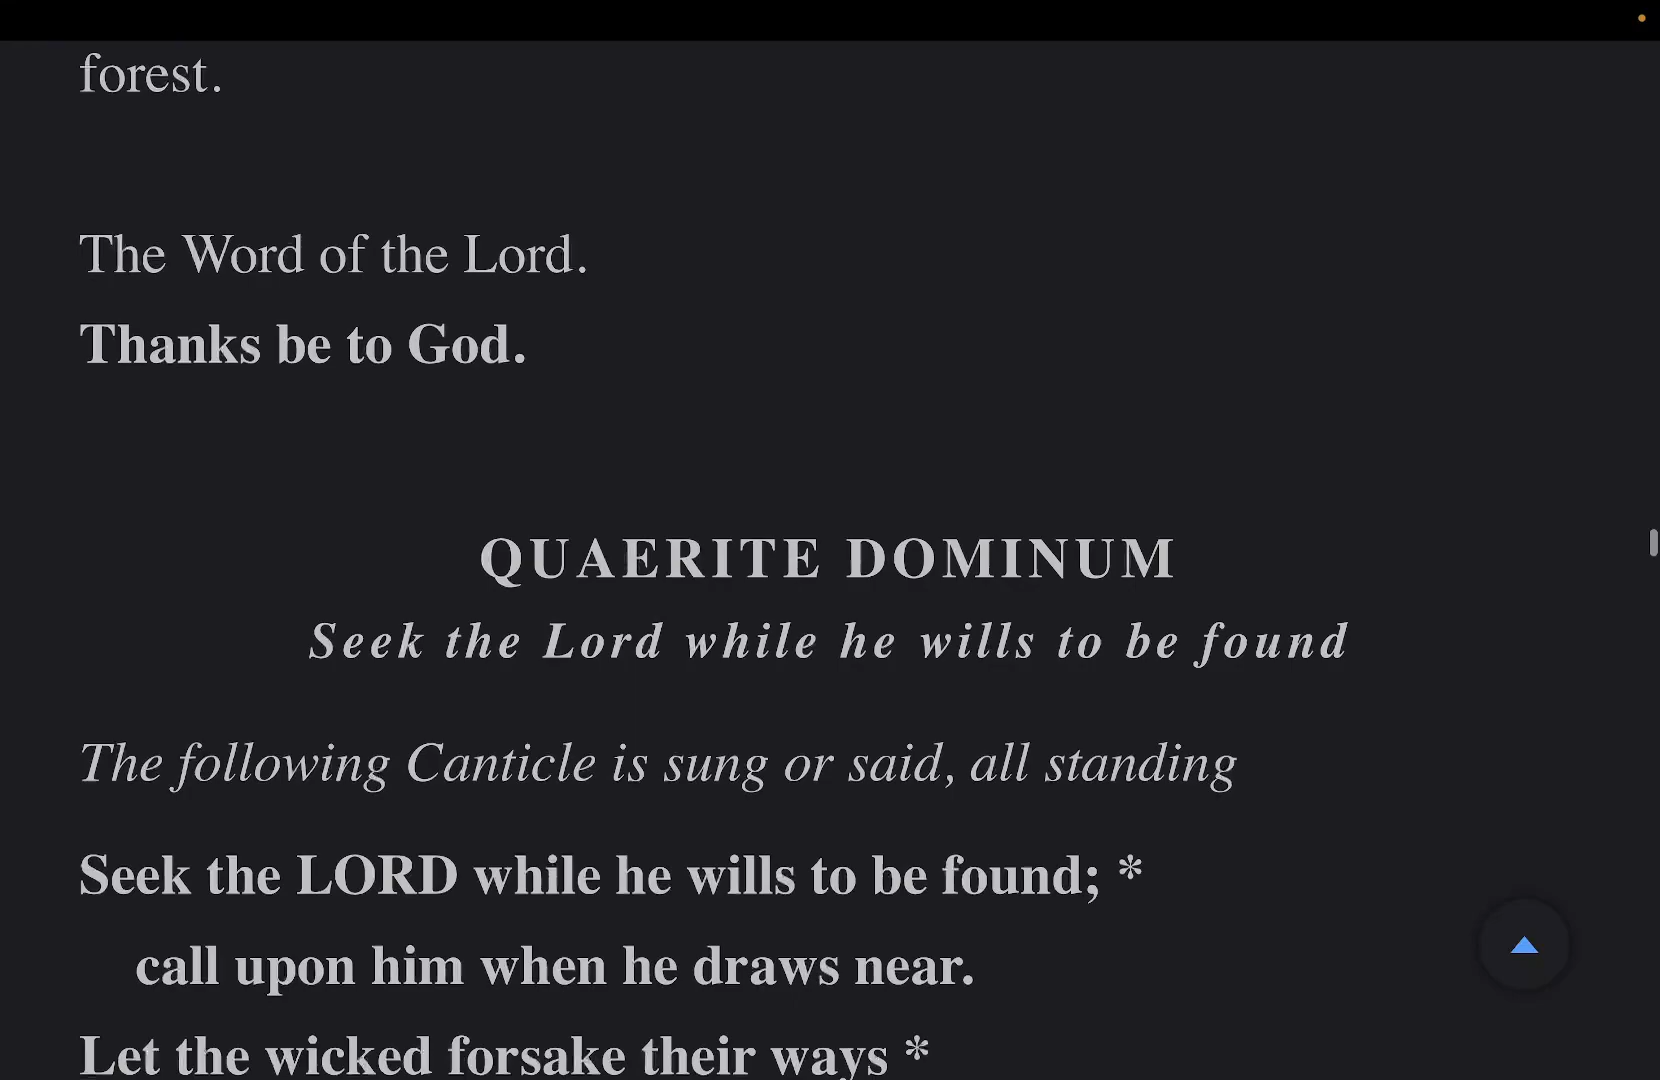 forest.
The Word of the Lord.
Thanks be to God.
QUAERITE DOMINUM
Seek the Lord while he wills to be found
The following Canticle is sung or said, all standing
Seek the LORD while he wills to be found; *
call upon him when he draws near.
Let the wicked forsake their ways *